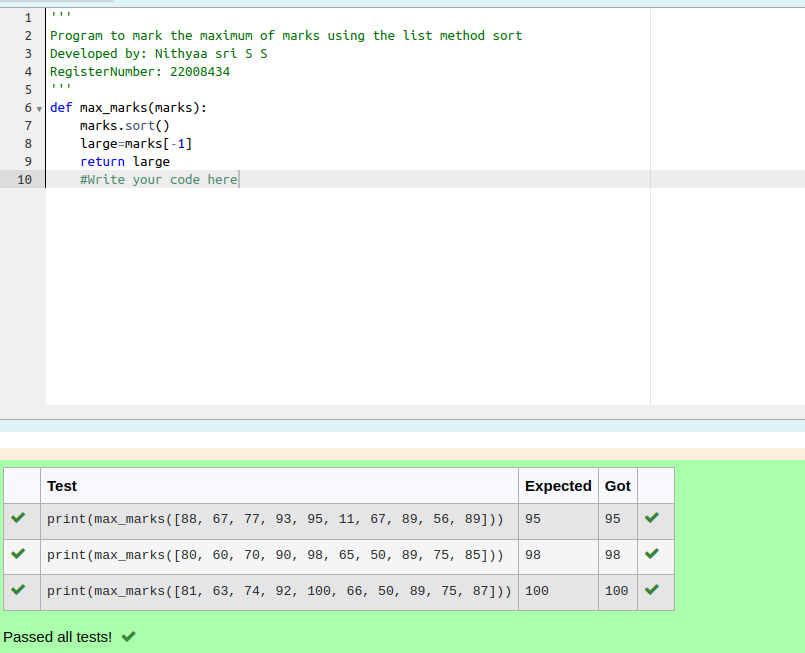 1 '''
2 Program to mark the maximum of marks using the list method sort
3 Developed by: Nithyaa sri S S
4 RegisterNumber: 22008434
5 '''
6 def max_marks(marks):
7     marks.sort()
8     large=marks[-1]
9     return large
10     #Write your code here
Test Expected Got
print(max_marks([88, 67, 77, 93, 95, 11, 67, 89, 56, 89])) 95 95
print(max_marks([80, 60, 70, 90, 98, 65, 50, 89, 75, 85])) 98 98
print(max_marks([81, 63, 74, 92, 100, 66, 50, 89, 75, 87])) 100 100
Passed all tests!